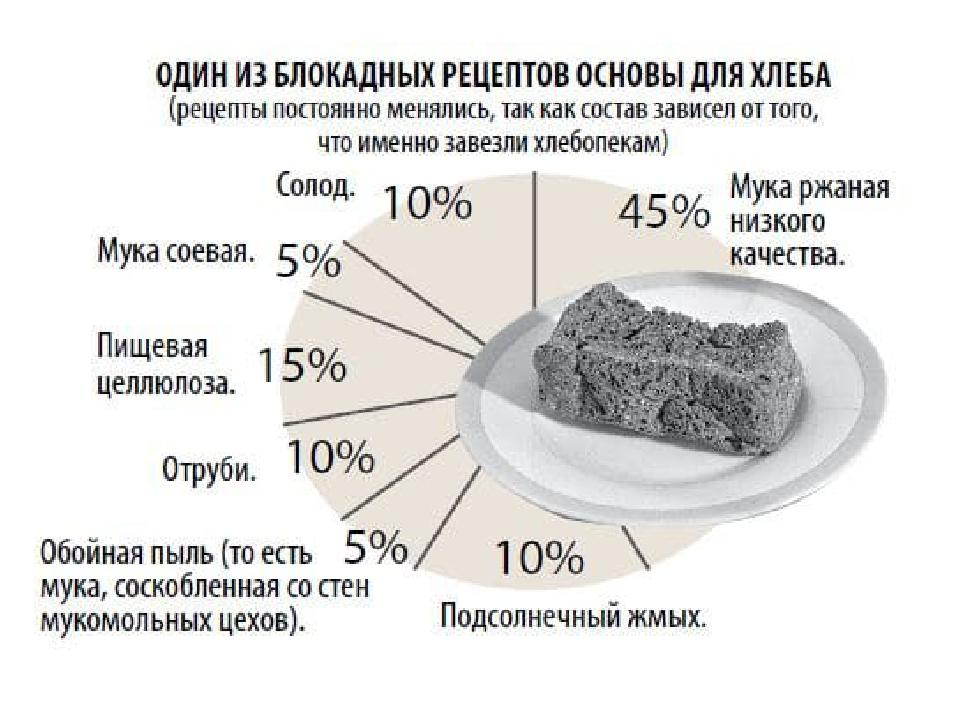 ОДИН ИЗ БЛОКАДНЫХ РЕЦЕПТОВ ОСНОВЫ ДЛЯ ХЛЕБА
(рецепты постоянно менялись, так как состав зависел от того,
что именно завезли хлебопекам)
Солод. 10%
45% Мука ржаная
низкого
качества.
Мука соевая. 5%
Пищевая
целлюлоза. 15%
Отруби. 10%
Обойная пыль (то есть 5%
мука, соскобленная со стен
мукомольных цехов).
10%
Подсолнечный жмых.